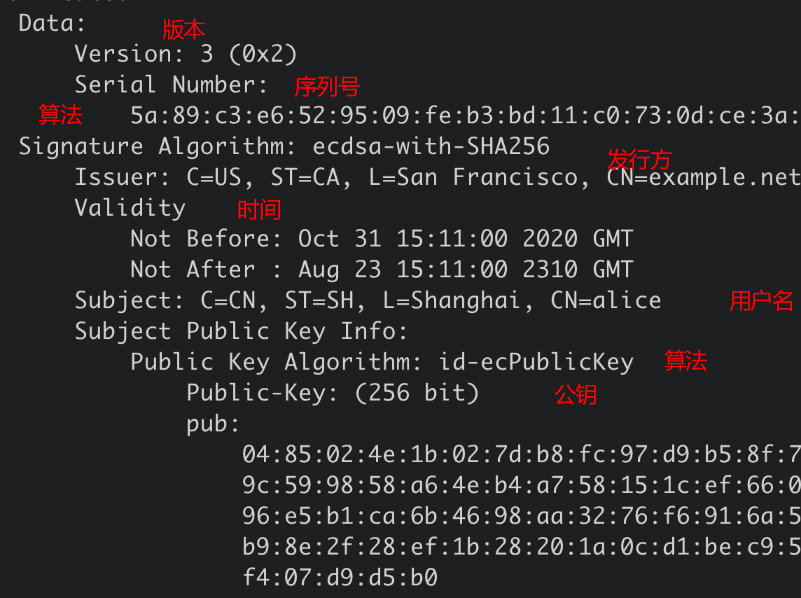 Data:
版本
Version: 3 (0x2)
Serial Number: 序列号
算法 5a:89:c3:e6:52:95:09:fe:b3:bd:11:c0:73:0d:ce:3a:
Signature Algorithm: ecdsa-with-SHA256
发行方
Issuer: C=US, ST=CA, L=San Francisco, CN=example.net
Validity 时间
Not Before: Oct 31 15:11:00 2020 GMT
Not After : Aug 23 15:11:00 2310 GMT
Subject: C=CN, ST=SH, L=Shanghai, CN=alice 用户名
Subject Public Key Info:
Public Key Algorithm: id-ecPublicKey 算法
Public-Key: (256 bit) 公钥
pub:
04:85:02:4e:1b:02:7d:b8:fc:97:d9:b5:8f:7
9c:59:98:58:a6:4e:b4:a7:58:15:1c:ef:66:0
96:e5:b1:ca:6b:46:98:aa:32:76:f6:91:6a:5
b9:8e:2f:28:ef:1b:28:20:1a:0c:d1:be:c9:5
f4:07:d9:d5:b0